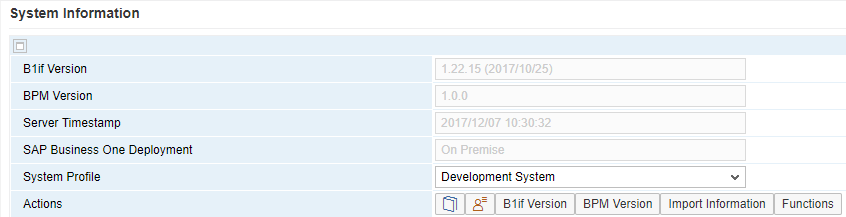 System Information
B1if Version 1.22.15 (2017/10/25)
BPM Version 1.0.0
Server Timestamp 2017/12/07 10:30:32
SAP Business One Deployment On Premise
System Profile Development System
Actions B1if Version BPM Version Import Information Functions